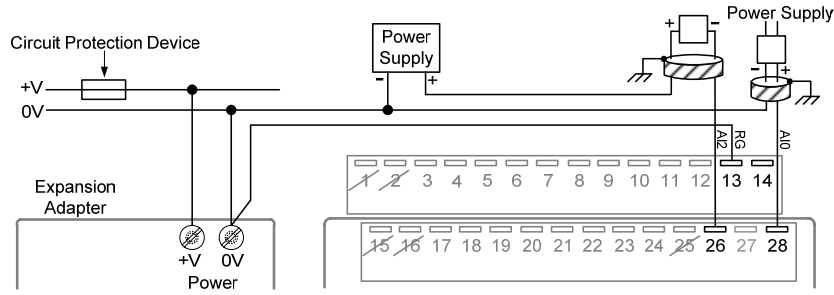 Power Supply
Circuit Protection Device
Power
Supply
+ -
- +
- +
+V
0V
AI2
RG
AI0
1 2 3 4 5 6 7 8 9 10 11 12 13 14
Expansion
Adapter
15 16 17 18 19 20 21 22 23 24 25 26 27 28
+V 0V
Power